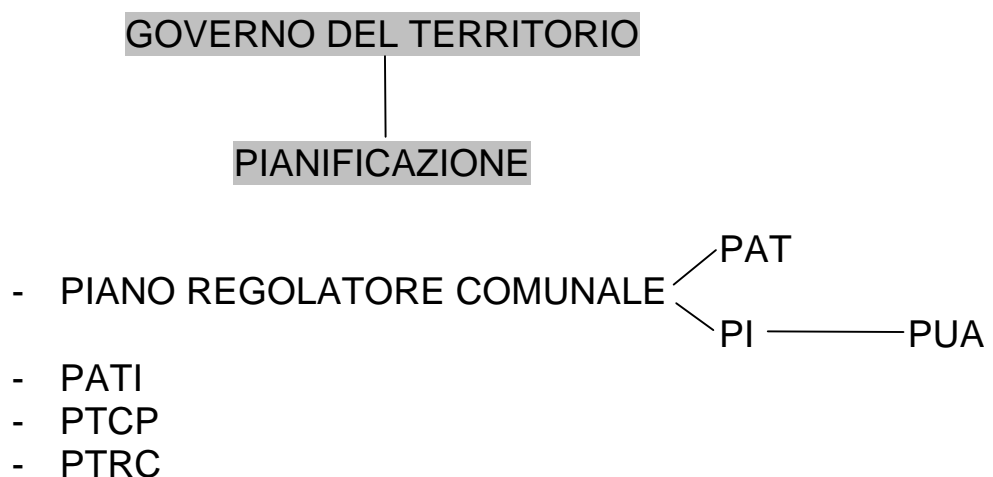 GOVERNO DEL TERRITORIO
PIANIFICAZIONE
PAT
- PIANO REGOLATORE COMUNALE
PI PUA
- PATI
- PTCP
- PTRC